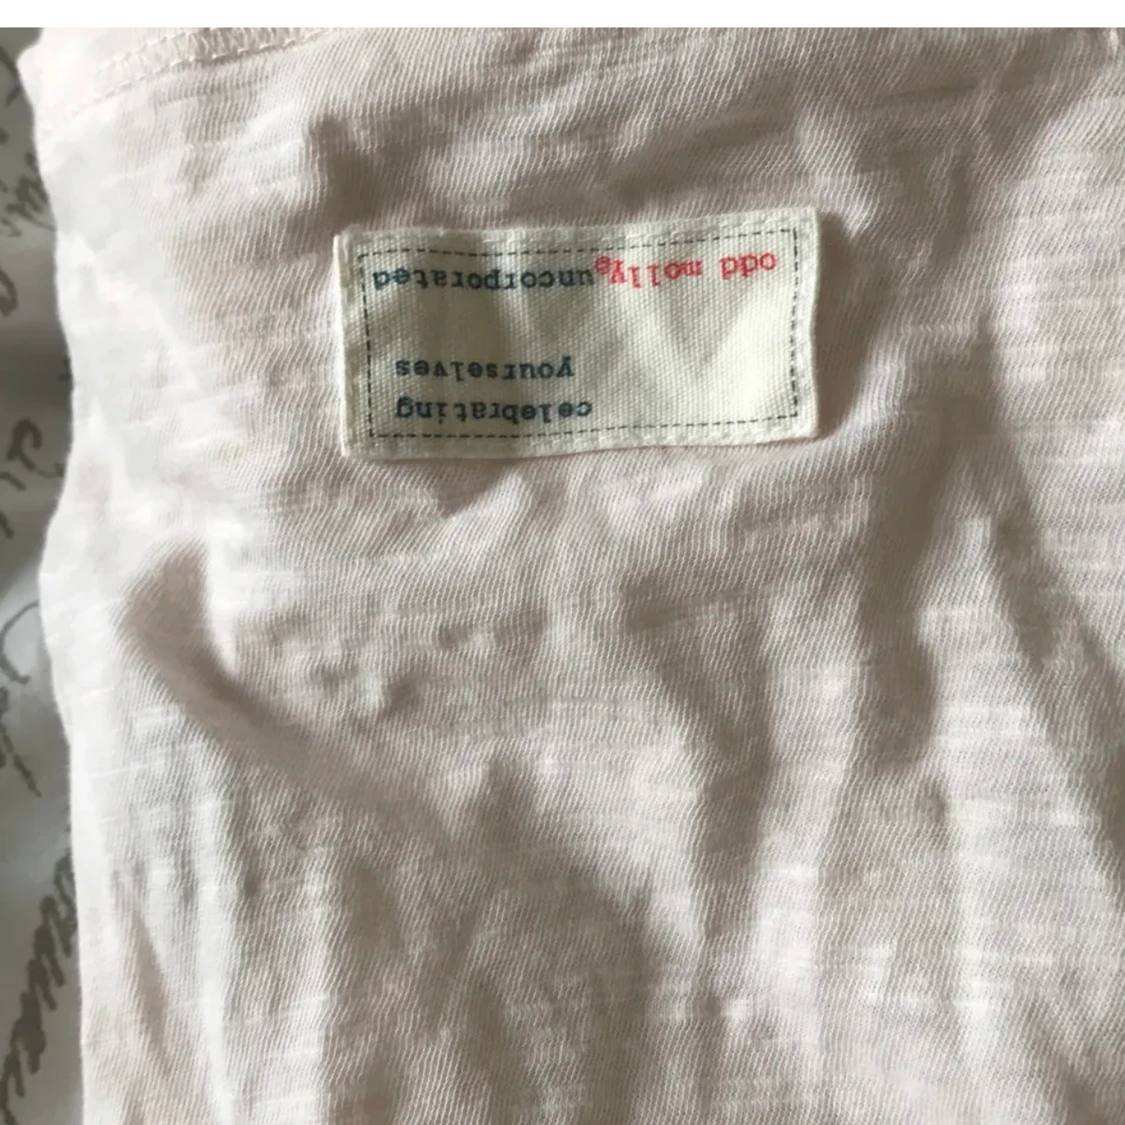 celebrating
yourselves
odd molly®uncorporated